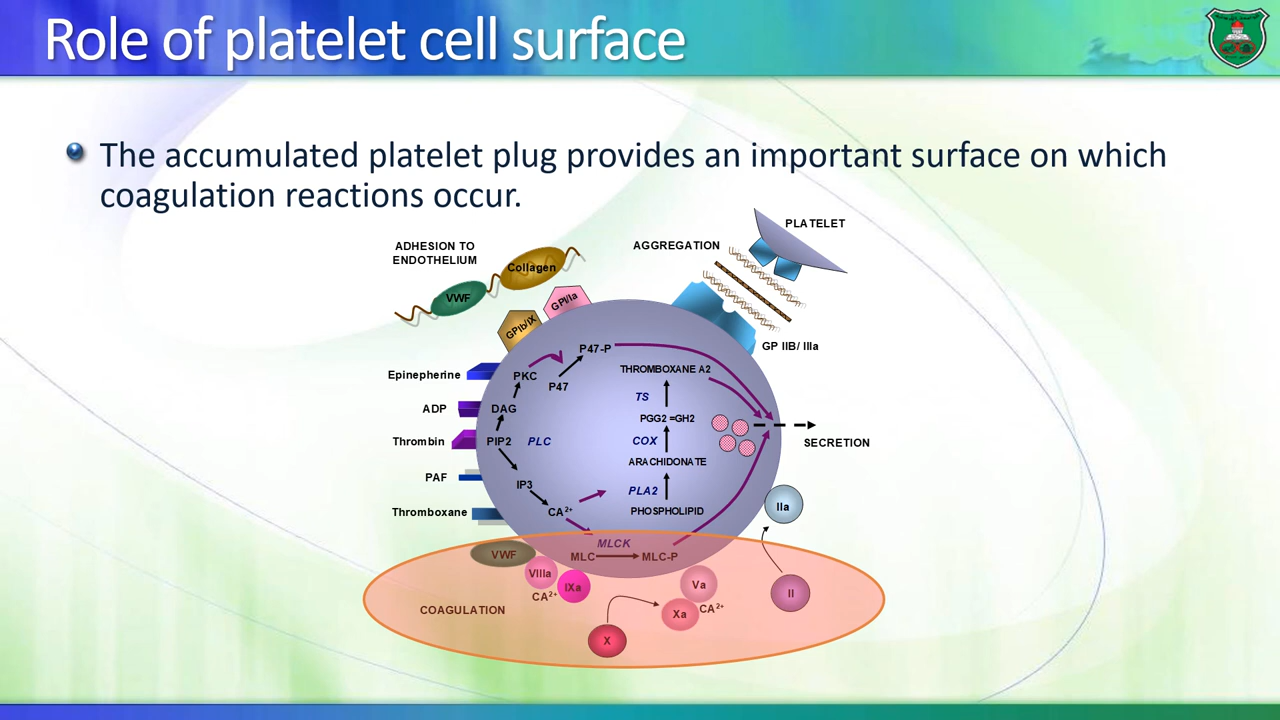 Role of platelet cell surface
The accumulated platelet plug provides an important surface on which
coagulation reactions occur.
PLATELET
ADHESION TO
ENDOTHELIUM
AGGREGATION
Collagen
VWF
GPI/Ia
GPIb/IX
GP IIB/ IIIa
P47-P
Epinepherine
PKC
P47
THROMBOXANE A2
TS
ADP
DAG
PGG2 =GH2
Thrombin
PIP2
PLC
COX
SECRETION
ARACHIDONATE
PAF
IP3
PLA2
Thromboxane
CA2+
PHOSPHOLIPID
IIa
MLCK
VWF
MLC
MLC-P
VIIIa
IXa
CA2+
Va
II
COAGULATION
Xa
CA2+
X